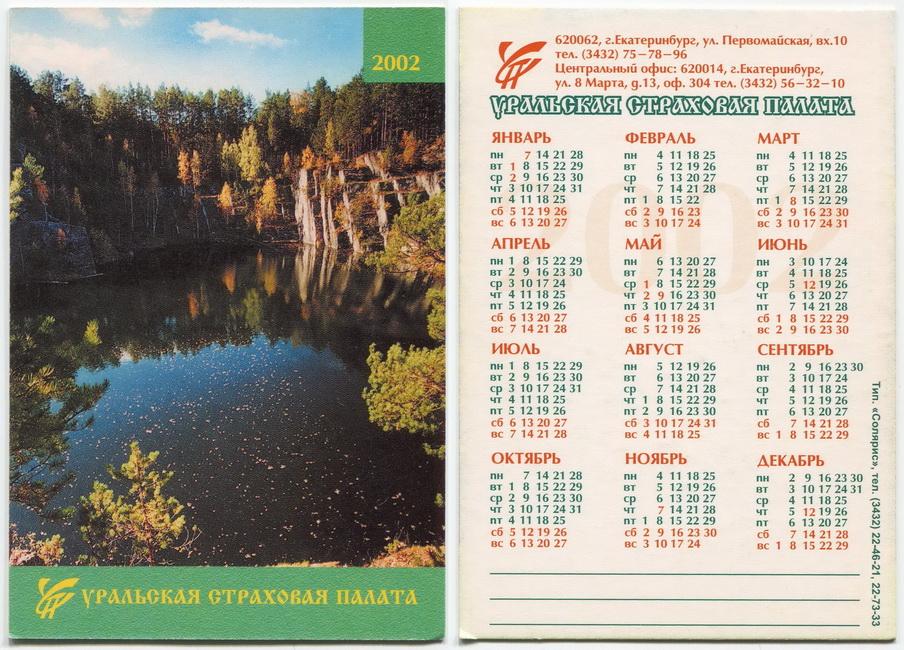 2002
УРАЛЬСКАЯ СТРАХОВАЯ ПАЛАТА
620062, г.Екатеринбург, ул. Первомайская, вх.10
тел. (3432) 75-78-96
Центральный офис: 620014, г.Екатеринбург,
ул. 8 Марта, д.13, оф. 304 тел. (3432) 56-32-10
УРАЛЬСКАЯ СТРАХОВАЯ ПАЛАТА
2002
ЯНВАРЬ
пн 7 14 21 28
вт 1 8 15 22 29
ср 2 9 16 23 30
чт 3 10 17 24 31
пт 4 11 18 25
сб 5 12 19 26
вс 6 13 20 27
ФЕВРАЛЬ
пн 4 11 18 25
вт 5 12 19 26
ср 6 13 20 27
чт 7 14 21 28
пт 1 8 15 22
сб 2 9 16 23
вс 3 10 17 24
МАРТ
пн 4 11 18 25
вт 5 12 19 26
ср 6 13 20 27
чт 7 14 21 28
пт 1 8 15 22 29
сб 2 9 16 23 30
вс 3 10 17 24 31
АПРЕЛЬ
пн 1 8 15 22 29
вт 2 9 16 23 30
ср 3 10 17 24
чт 4 11 18 25
пт 5 12 19 26
сб 6 13 20 27
вс 7 14 21 28
МАЙ
пн 6 13 20 27
вт 7 14 21 28
ср 1 8 15 22 29
чт 2 9 16 23 30
пт 3 10 17 24 31
сб 4 11 18 25
вс 5 12 19 26
ИЮНЬ
пн 3 10 17 24
вт 4 11 18 25
ср 5 12 19 26
чт 6 13 20 27
пт 7 14 21 28
сб 1 8 15 22 29
вс 2 9 16 23 30
ИЮЛЬ
пн 1 8 15 22 29
вт 2 9 16 23 30
ср 3 10 17 24 31
чт 4 11 18 25
пт 5 12 19 26
сб 6 13 20 27
вс 7 14 21 28
АВГУСТ
пн 5 12 19 26
вт 6 13 20 27
ср 7 14 21 28
чт 1 8 15 22 29
пт 2 9 16 23 30
сб 3 10 17 24 31
вс 4 11 18 25
СЕНТЯБРЬ
пн 2 9 16 23 30
вт 3 10 17 24
ср 4 11 18 25
чт 5 12 19 26
пт 6 13 20 27
сб 7 14 21 28
вс 1 8 15 22 29
ОКТЯБРЬ
пн 7 14 21 28
вт 1 8 15 22 29
ср 2 9 16 23 30
чт 3 10 17 24 31
пт 4 11 18 25
сб 5 12 19 26
вс 6 13 20 27
НОЯБРЬ
пн 4 11 18 25
вт 5 12 19 26
ср 6 13 20 27
чт 7 14 21 28
пт 1 8 15 22 29
сб 2 9 16 23 30
вс 3 10 17 24
ДЕКАБРЬ
пн 2 9 16 23 30
вт 3 10 17 24 31
ср 4 11 18 25
чт 5 12 19 26
пт 6 13 20 27
сб 7 14 21 28
вс 1 8 15 22 29
Тип. «Солярис», тел. (3432) 22-46-21, 22-73-33